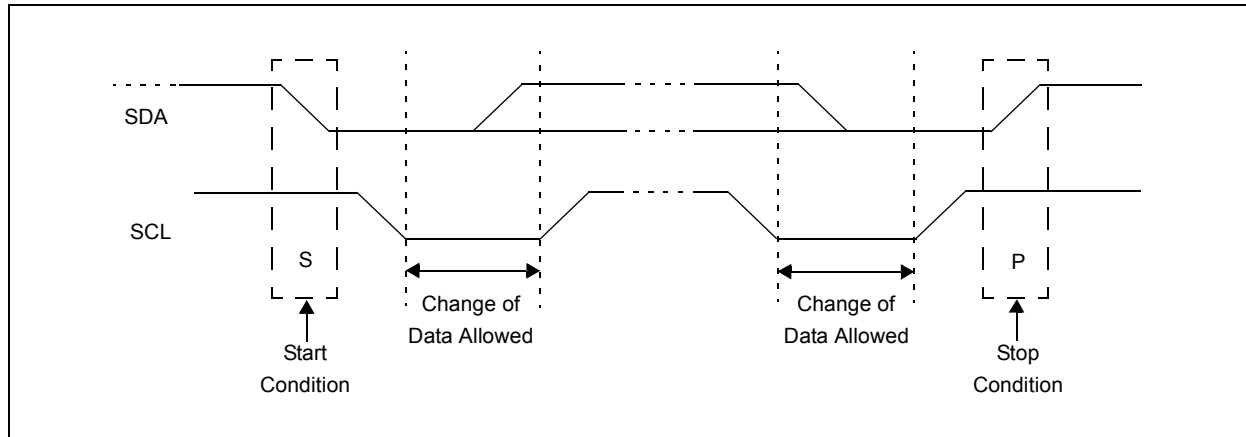 SDA
SCL
S
P
Change of
Data Allowed
Change of
Data Allowed
Start
Condition
Stop
Condition